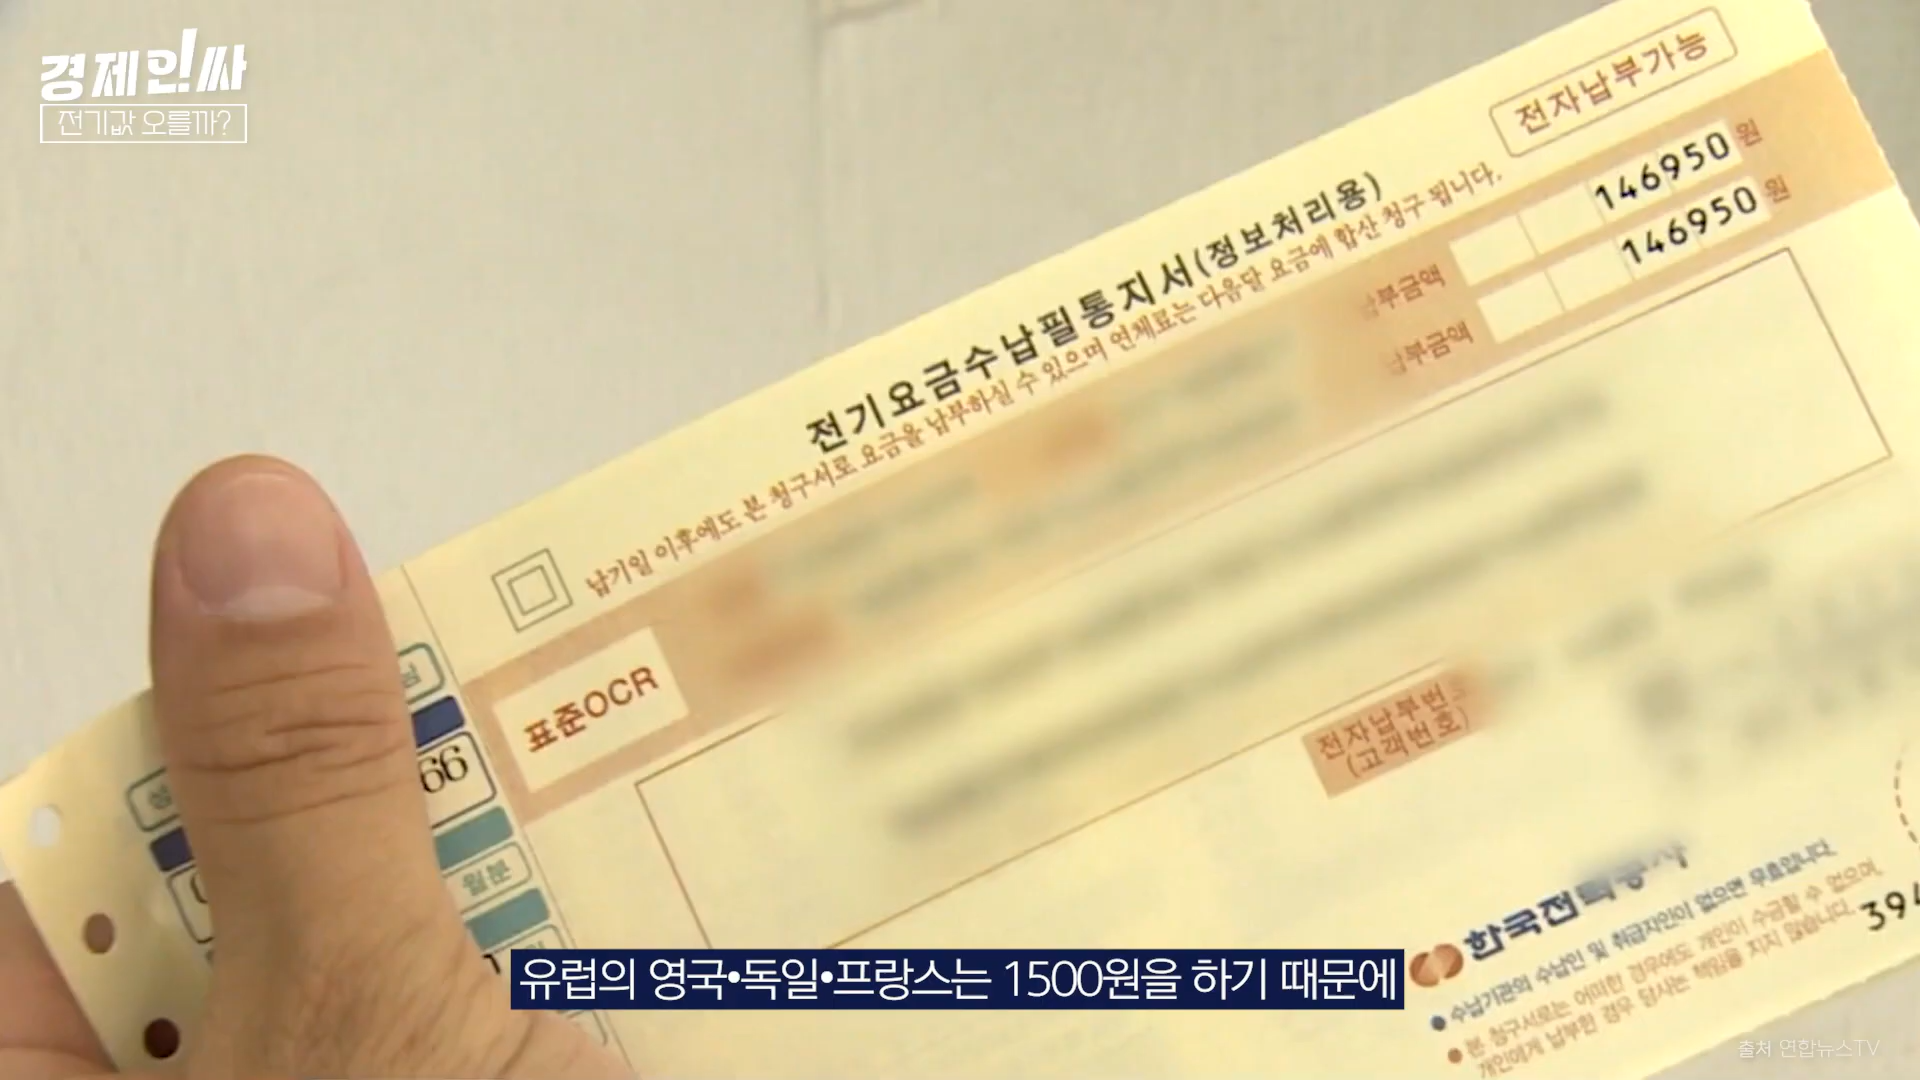 경제인싸
전기값 오를까?
전자납부가능
146950 원
146950 원
전기요금수납필통지서(정보처리용)
납기일 이후에도 본 청구서로 요금을 납부하실 수 있으며 연체료는 다음달 요금에 합산 청구 됩니다.
납부금액
납부금액
표준OCR
66
월분
전자납부번호
(고객번호)
한국전력공사
수납기관의 수납인 및 취급자인이 없으면 무효입니다.
본 청구서로는 어떠한 경우에도 개인이 수금할 수 없으며,
개인에게 납부한 경우 당사는 책임을 지지 않습니다.
394
유럽의 영국•독일•프랑스는 1500원을 하기 때문에
출처 연합뉴스TV